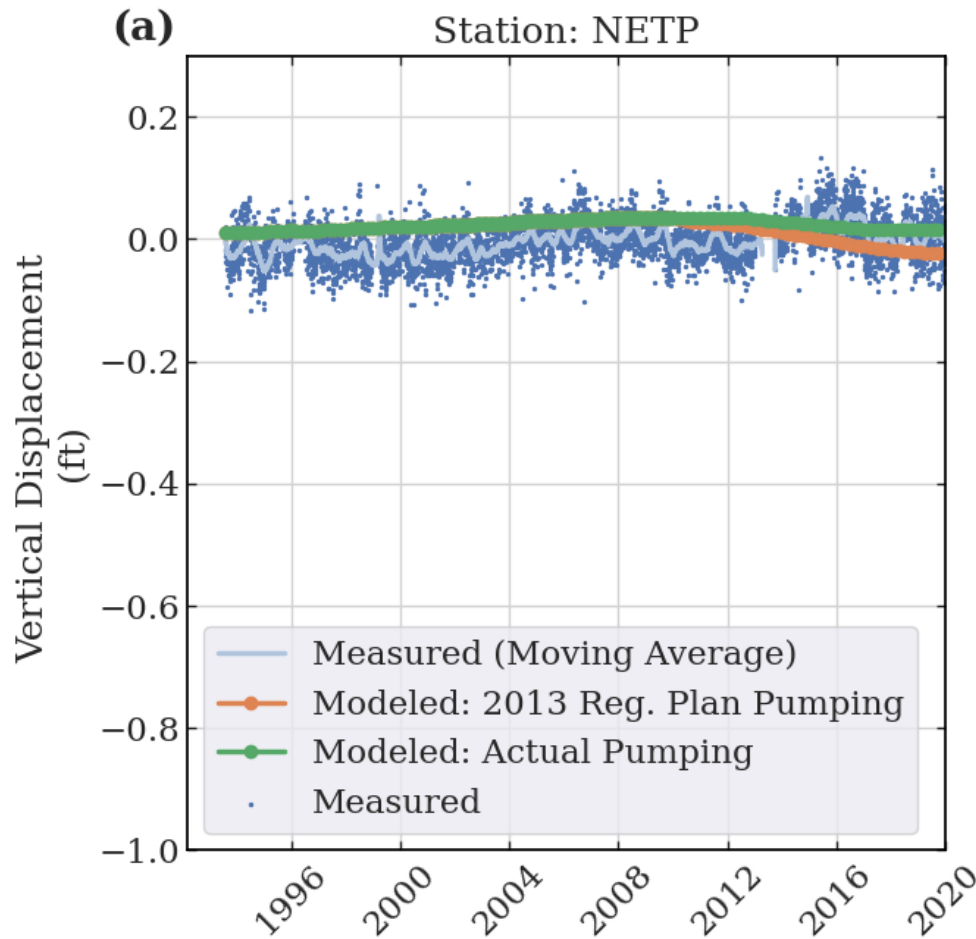 (a)
Station: NETP
Vertical Displacement
(ft)
0.2
0.0
−0.2
−0.4
−0.6
−0.8
−1.0
Measured (Moving Average)
Modeled: 2013 Reg. Plan Pumping
Modeled: Actual Pumping
Measured
1996
2000
2004
2008
2012
2016
2020